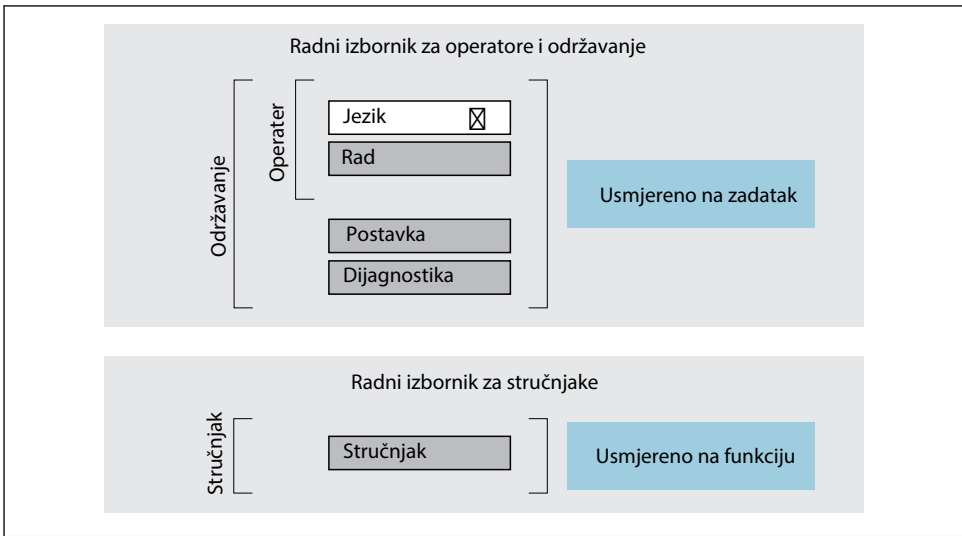 Radni izbornik za operatore i održavanje
Održavanje
Operater
Jezik
Rad
Postavka
Dijagnostika
Usmjereno na zadatak
Radni izbornik za stručnjake
Stručnjak
Stručnjak
Usmjereno na funkciju